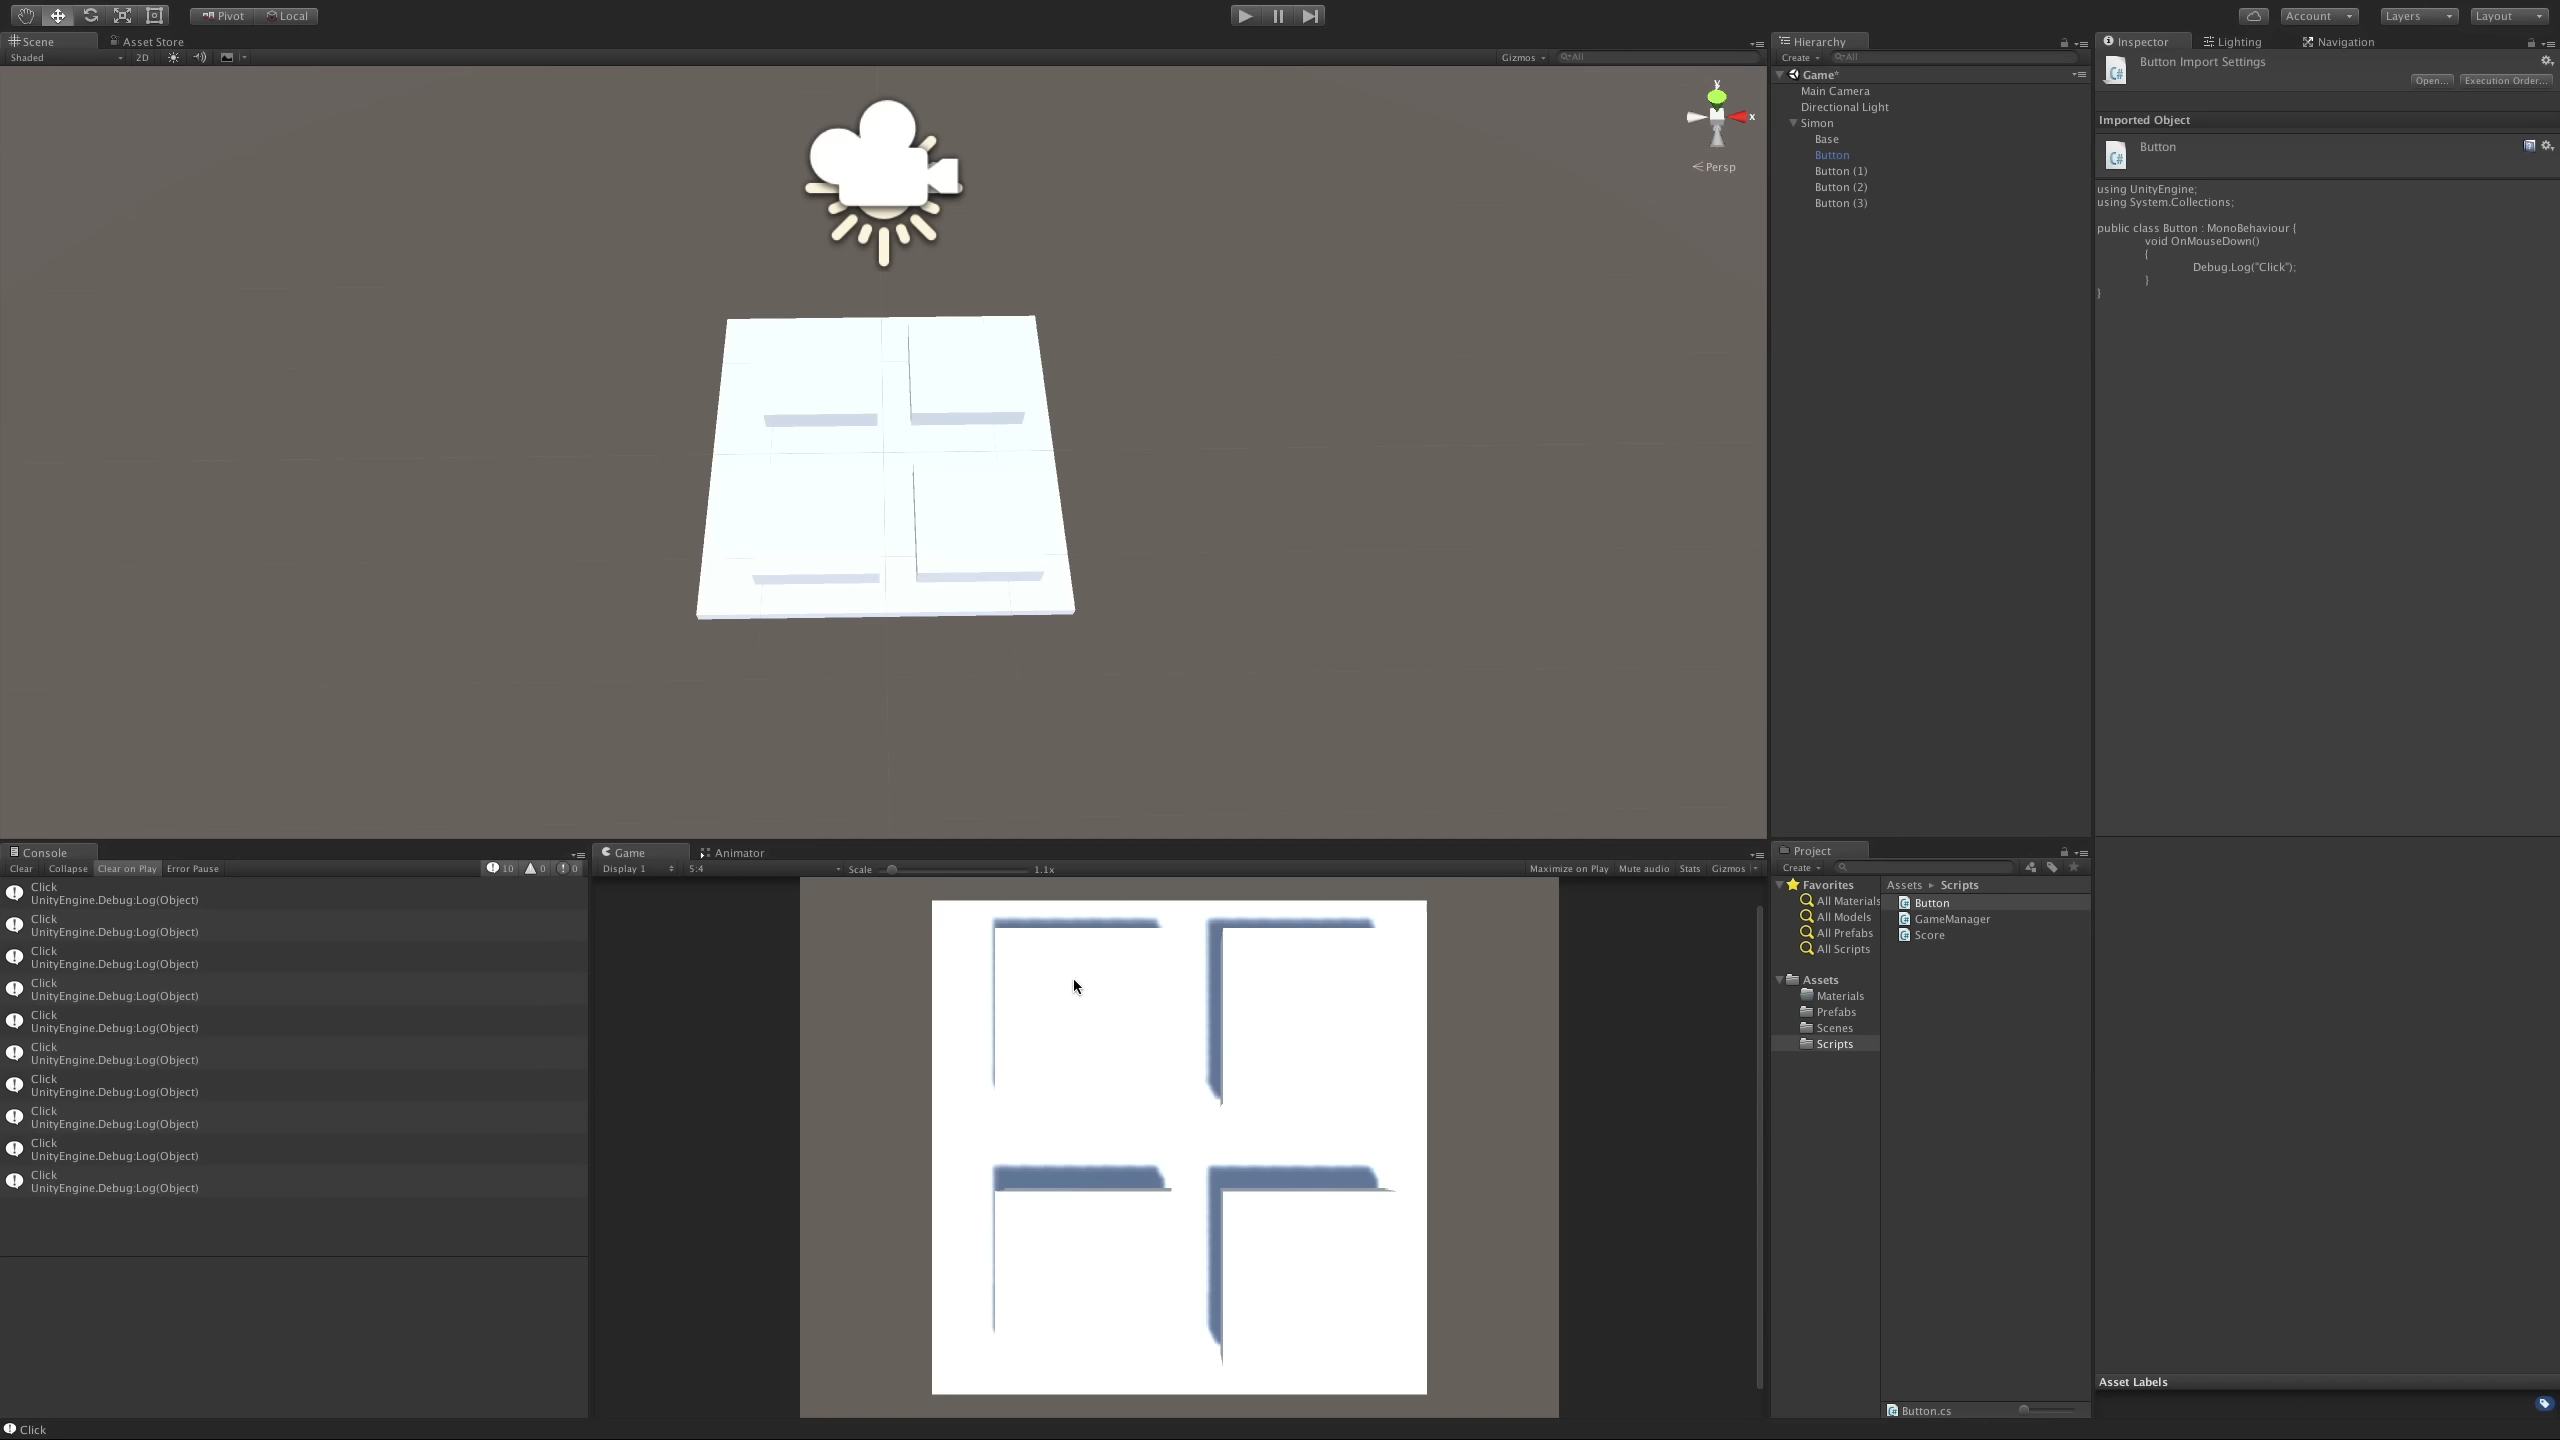 Pivot
Local
Account
Layers
Layout
Scene
Asset Store
Shaded
2D
Gizmos
All
y
x
Persp
Hierarchy
Create
All
Game*
Main Camera
Directional Light
Simon
Base
Button
Button (1)
Button (2)
Button (3)
Inspector
Lighting
Navigation
Button Import Settings
Open...
Execution Order...
Imported Object
Button
using UnityEngine;
using System.Collections;
public class Button : MonoBehaviour {
void OnMouseDown()
{
Debug.Log("Click");
}
}
Asset Labels
Console
Clear
Collapse
Clear on Play
Error Pause
10
0
0
Click
UnityEngine.Debug:Log(Object)
Click
UnityEngine.Debug:Log(Object)
Click
UnityEngine.Debug:Log(Object)
Click
UnityEngine.Debug:Log(Object)
Click
UnityEngine.Debug:Log(Object)
Click
UnityEngine.Debug:Log(Object)
Click
UnityEngine.Debug:Log(Object)
Click
UnityEngine.Debug:Log(Object)
Click
UnityEngine.Debug:Log(Object)
Click
UnityEngine.Debug:Log(Object)
Game
Animator
Display 1
5:4
Scale
1.1x
Maximize on Play
Mute audio
Stats
Gizmos
Project
Create
Favorites
All Materials
All Models
All Prefabs
All Scripts
Assets
Materials
Prefabs
Scenes
Scripts
Assets
Scripts
C#
Button
GameManager
Score
Button.cs
Click